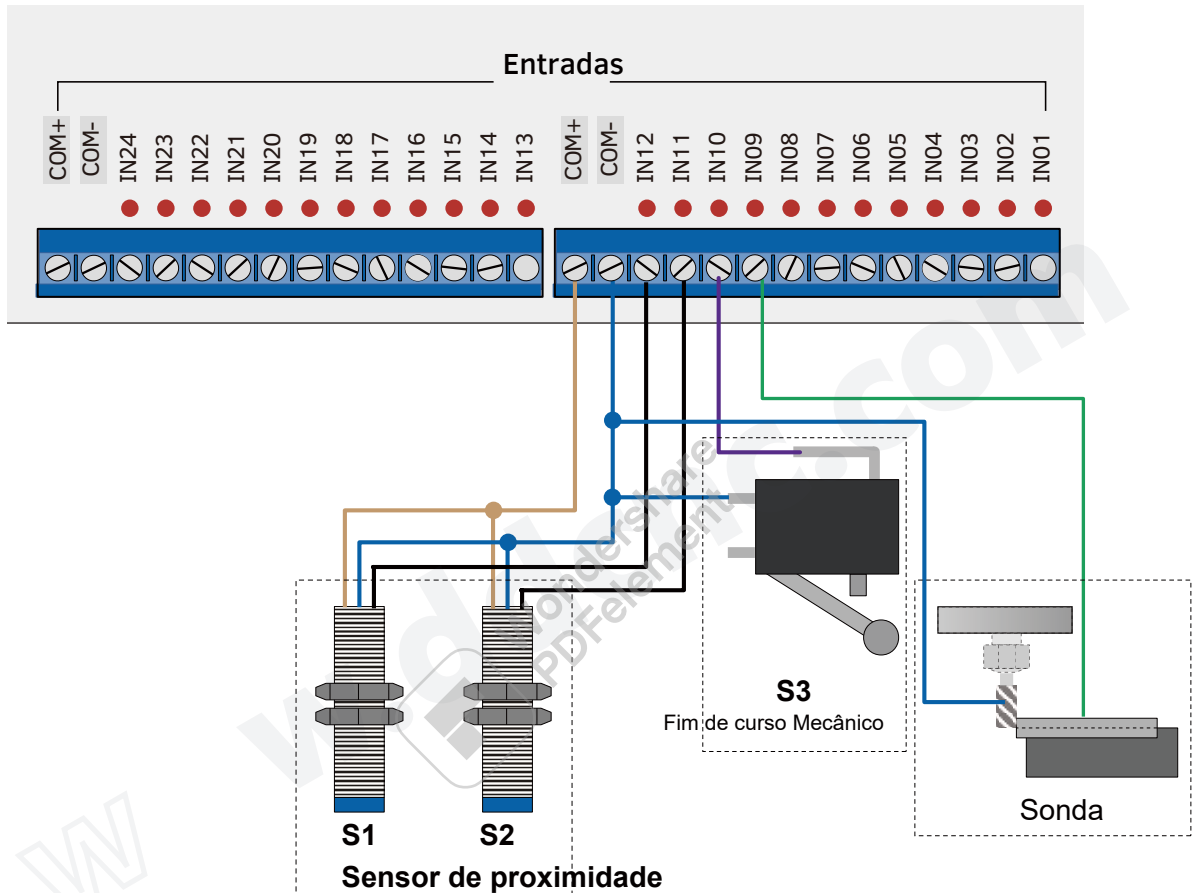 Entradas
COM+ COM- IN24 IN23 IN22 IN21 IN20 IN19 IN18 IN17 IN16 IN15 IN14 IN13 COM+ COM- IN12 IN11 IN10 IN09 IN08 IN07 IN06 IN05 IN04 IN03 IN02 IN01
Wondershare
PDFelement
S3
Fim de curso Mecânico
Sonda
S1 S2
Sensor de proximidade